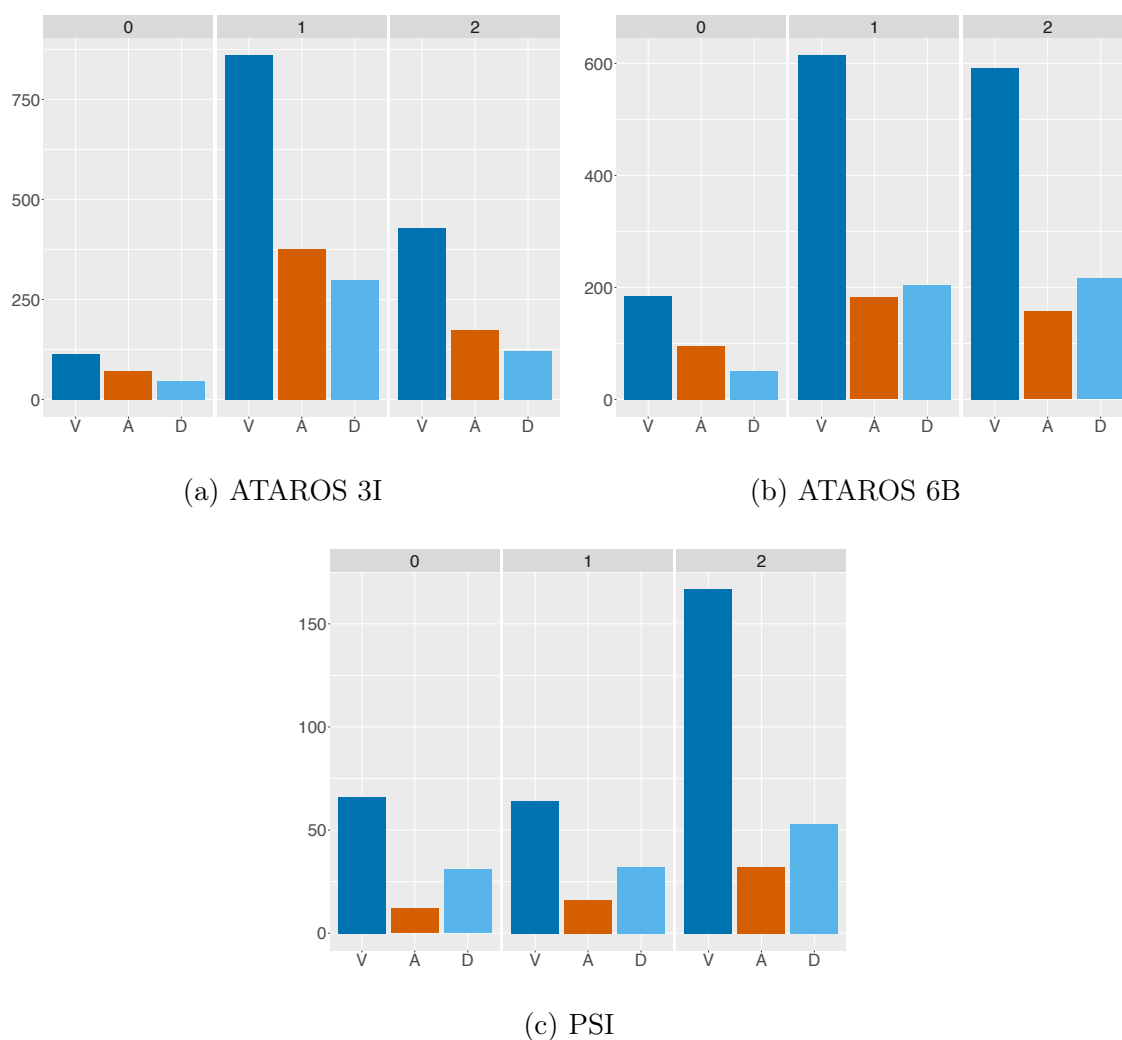 0 1 2
750
500
250
0
V A D V A D V A D
(a) ATAROS 3I
0 1 2
600
400
200
0
V A D V A D V A D
(b) ATAROS 6B
0 1 2
150
100
50
0
V A D V A D V A D
(c) PSI